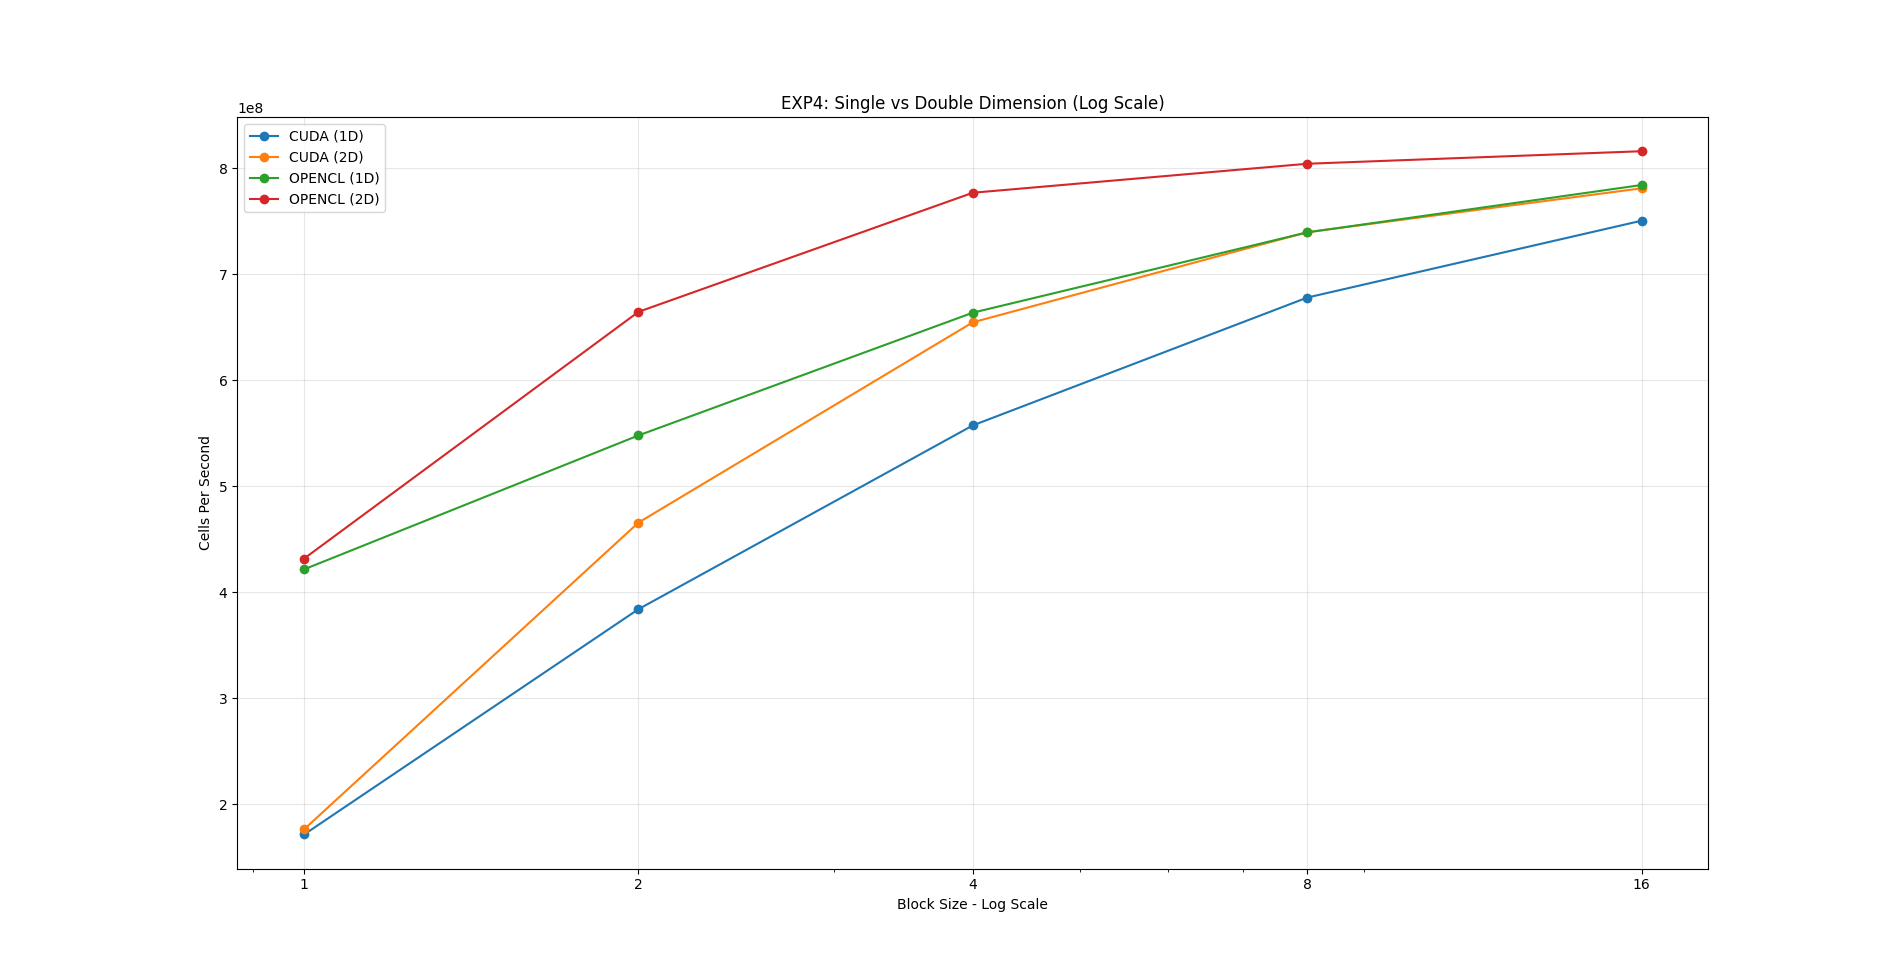 EXP4: Single vs Double Dimension (Log Scale)
1e8
CUDA (1D)
CUDA (2D)
OPENCL (1D)
OPENCL (2D)
8
7
6
5
4
3
2
Cells Per Second
1 2 4 8 16
Block Size - Log Scale